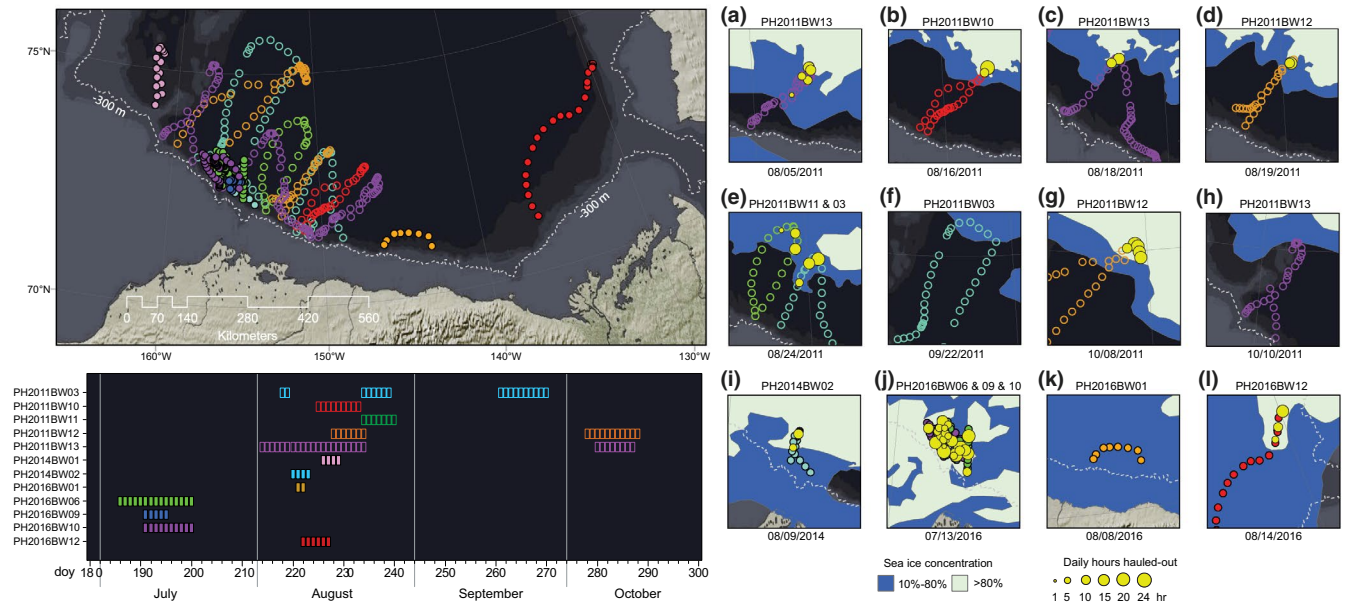 75°N
70°N
-300 m
-300 m
0 70 140 280 420 560
Kilometers
160°W 150°W 140°W 130°W
PH2011BW03
PH2011BW10
PH2011BW11
PH2011BW12
PH2011BW13
PH2014BW01
PH2014BW02
PH2016BW01
PH2016BW06
PH2016BW09
PH2016BW10
PH2016BW12
doy 180 190 200 210 220 230 240 250 260 270 280 290 300
July August September October
(a) PH2011BW13
08/05/2011
(b) PH2011BW10
08/16/2011
(c) PH2011BW13
08/18/2011
(d) PH2011BW12
08/19/2011
(e) PH2011BW11 & 03
08/24/2011
(f) PH2011BW03
09/22/2011
(g) PH2011BW12
10/08/2011
(h) PH2011BW13
10/10/2011
(i) PH2014BW02
08/09/2014
(j) PH2016BW06 & 09 & 10
07/13/2016
(k) PH2016BW01
08/08/2016
(l) PH2016BW12
08/14/2016
Sea ice concentration
10%-80% >80%
Daily hours hauled-out
1 5 10 15 20 24 hr